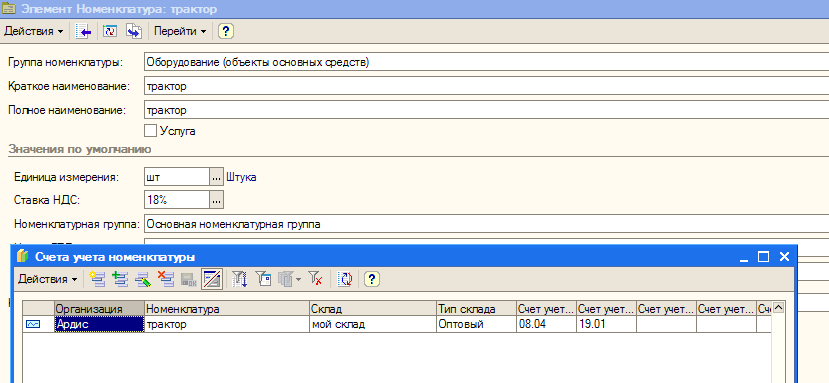 Элемент Номенклатура: трактор
Действия Перейти ?
Группа номенклатуры: Оборудование (объекты основных средств)
Краткое наименование: трактор
Полное наименование: трактор
Услуга
Значения по умолчанию
Единица измерения: шт ... Штука
Ставка НДС: 18% ...
Номенклатурная группа: Основная номенклатурная группа
Счета учета номенклатуры
Действия ?
Организация Номенклатура Склад Тип склада Счет учет... Счет учет... Счет учет... Счет учет... Сче
Ардис трактор мой склад Оптовый 08.04 19.01